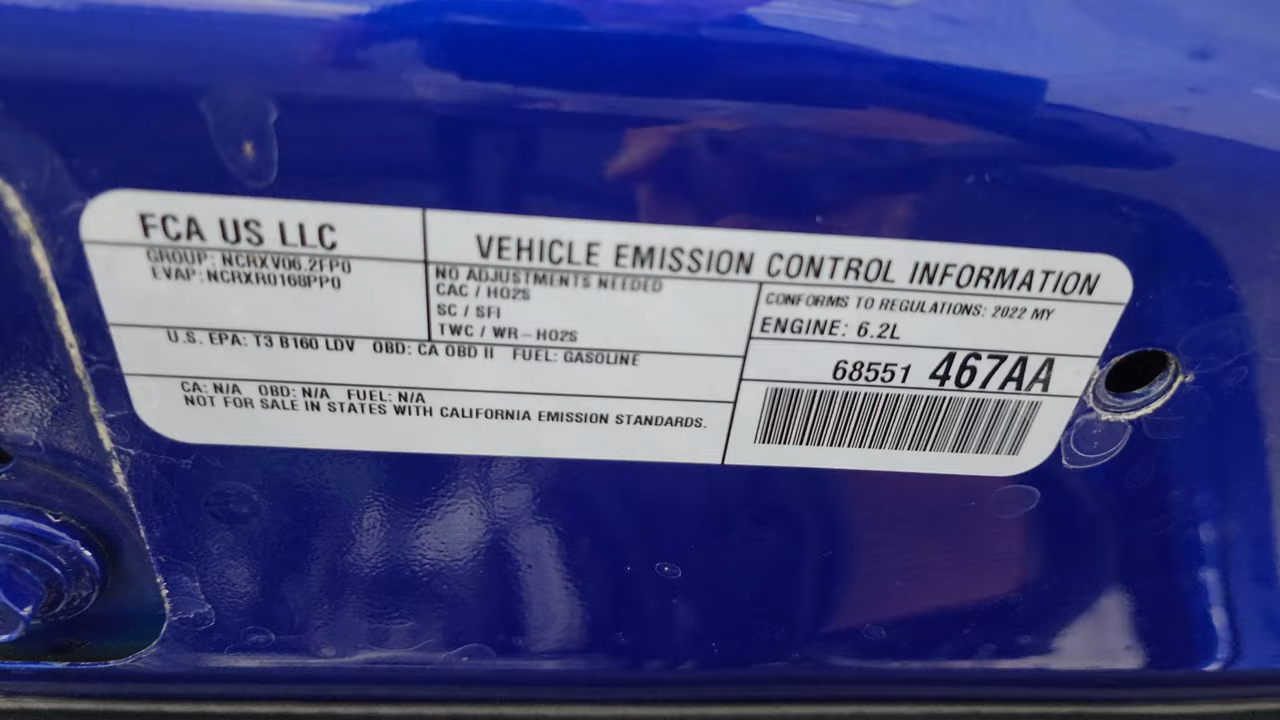 FCA US LLC
GROUP: NCRXV06.2FP0
EVAP: NCRXR0168PP0
VEHICLE EMISSION CONTROL INFORMATION
NO ADJUSTMENTS NEEDED
CAC / HO2S
SC / SFI
TWC / WR-HO2S
CONFORMS TO REGULATIONS: 2022 MY
ENGINE: 6.2L
68551 467AA
U.S. EPA: T3 B160 LDV OBD: CA OBD II FUEL: GASOLINE
CA: N/A OBD: N/A FUEL: N/A
NOT FOR SALE IN STATES WITH CALIFORNIA EMISSION STANDARDS.